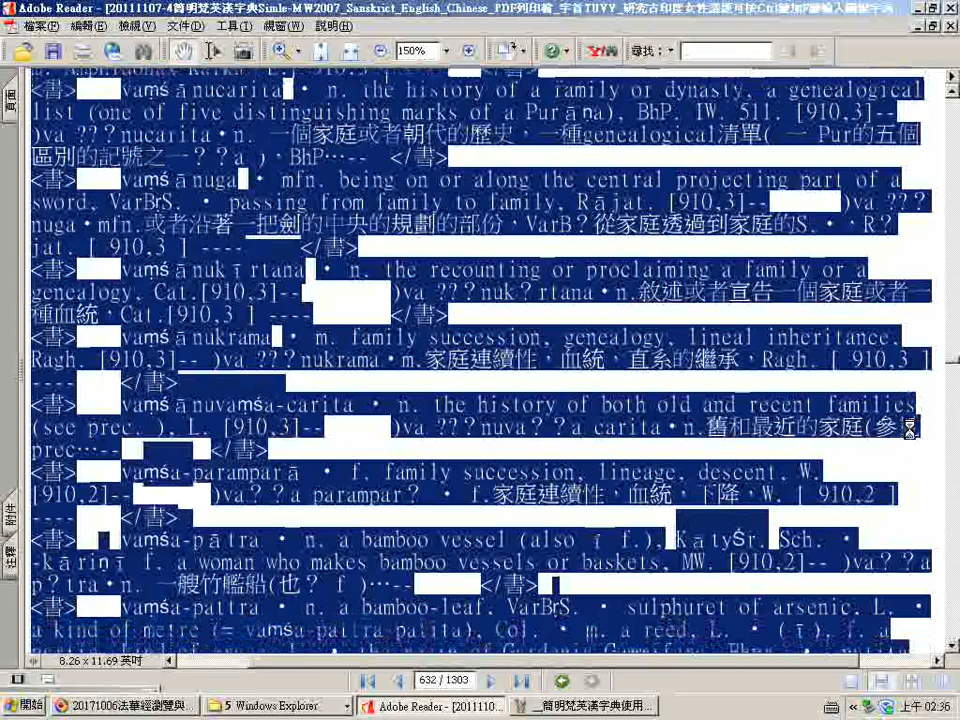 Adobe Reader - [20111107-4簡明梵英漢字典Simle-MW2007_Sanskrict_English_Chinese_PDF列印檔_字首TUVY_研究古印度女性諸認可按Ctrl鍵加F鍵輸入關鍵字尋
檔案(F) 編輯(E) 檢視(V) 文件(D) 工具(T) 視窗(W) 說明(H)
150% 尋找：
頁面
附件
注釋
<書> vaṃśānucarita • n. the history of a family or dynasty, a genealogical
list (one of five distinguishing marks of a Purāṇa), BhP. IW. 511. [910,3]--
)va ???nucarita•n. 一個家庭或者朝代的歷史，一種genealogical清單( 一 Pur的五個
區別的記號之一？？a )，BhP…-- </書>
<書> vaṃśānuga • mfn. being on or along the central projecting part of a
sword, VarBṛS. • passing from family to family, Rājat. [910,3]-- )va ???
nuga•mfn.或者沿著一把劍的中央的規劃的部份，VarB？從家庭透過到家庭的S.•，R？
jat. [ 910,3 ] ---- </書>
<書> vaṃśānukīrtana • n. the recounting or proclaiming a family or a
genealogy, Cat.[910,3]-- )va ???nuk?rtana•n.敘述或者宣告一個家庭或者一
種血統，Cat.[910,3 ] ---- </書>
<書> vaṃśānukrama • m. family succession, genealogy, lineal inheritance,
Ragh. [910,3]-- )va ???nukrama•m.家庭連續性，血統，直系的繼承，Ragh. [ 910,3 ]
---- </書>
<書> vaṃśānuvaṃśa-carita • n. the history of both old and recent families
(see prec. ), L. [910,3]-- )va ???nuva？？a carita•n.舊和最近的家庭(參
prec…-- </書>
<書> vaṃśa-paramparā • f. family succession, lineage, descent, W.
[910,2]-- )va？？a parampar? • f.家庭連續性，血統，下降，W. [ 910,2 ]
---- </書>
<書> vaṃśa-pātra • n. a bamboo vessel (also ī f.), KātyŚr. Sch. •
-kāriṇī f. a woman who makes bamboo vessels or baskets, MW. [910,2]-- )va？？a
p?tra•n. 一艘竹艦船(也？ f )…-- </書>
<書> vaṃśa-pattra • n. a bamboo-leaf, VarBṛS. • sulphuret of arsenic, L. •
a kind of metre (= vaṃśa-pattra patita), Col. • m. a reed, L. • (ī), f. a
8.26 x 11.69 英吋
632 / 1303
開始 20171006法華經瀏覽與... 5 Windows Explorer Adobe Reader - [2011110... __簡明梵英漢字典使用... 上午 02:36